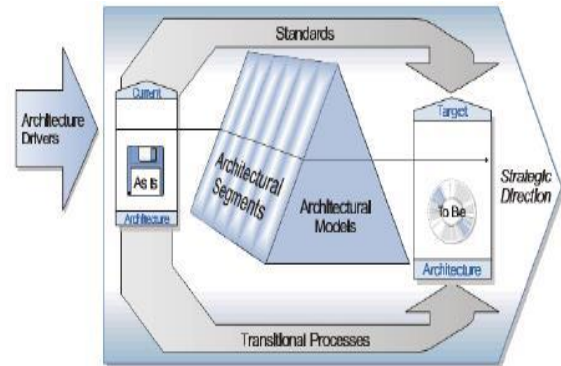 Standards
Current
Target
Architecture
Drivers
As Is
Architectural
Segments
Architectural
Models
To Be
Strategic
Direction
Architecture
Architecture
Transitional Processes